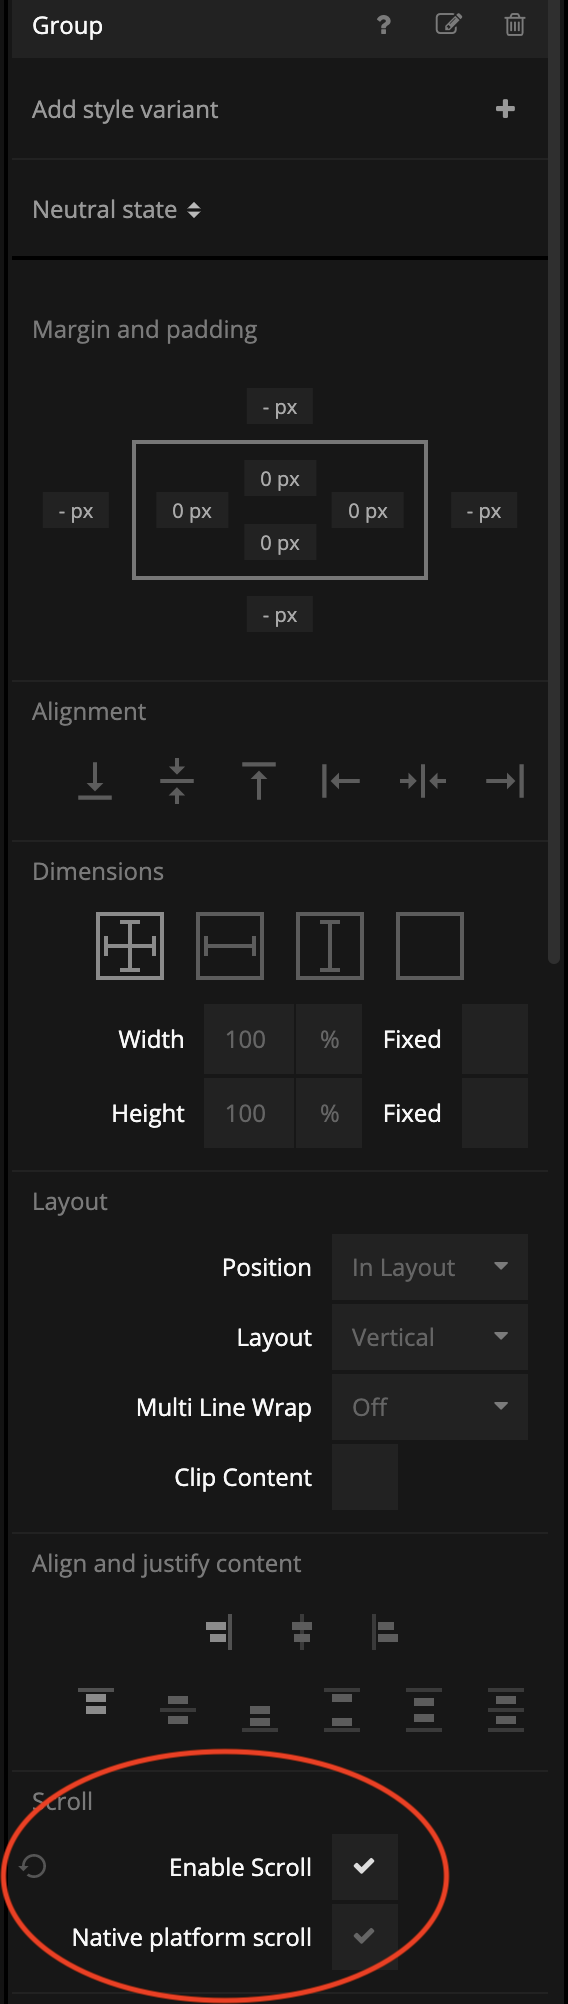 Group ?
Add style variant
Neutral state
Margin and padding
- px
0 px
- px 0 px 0 px - px
0 px
- px
Alignment
Dimensions
Width 100 % Fixed
Height 100 % Fixed
Layout
Position In Layout
Layout Vertical
Multi Line Wrap Off
Clip Content
Align and justify content
Scroll
Enable Scroll
Native platform scroll